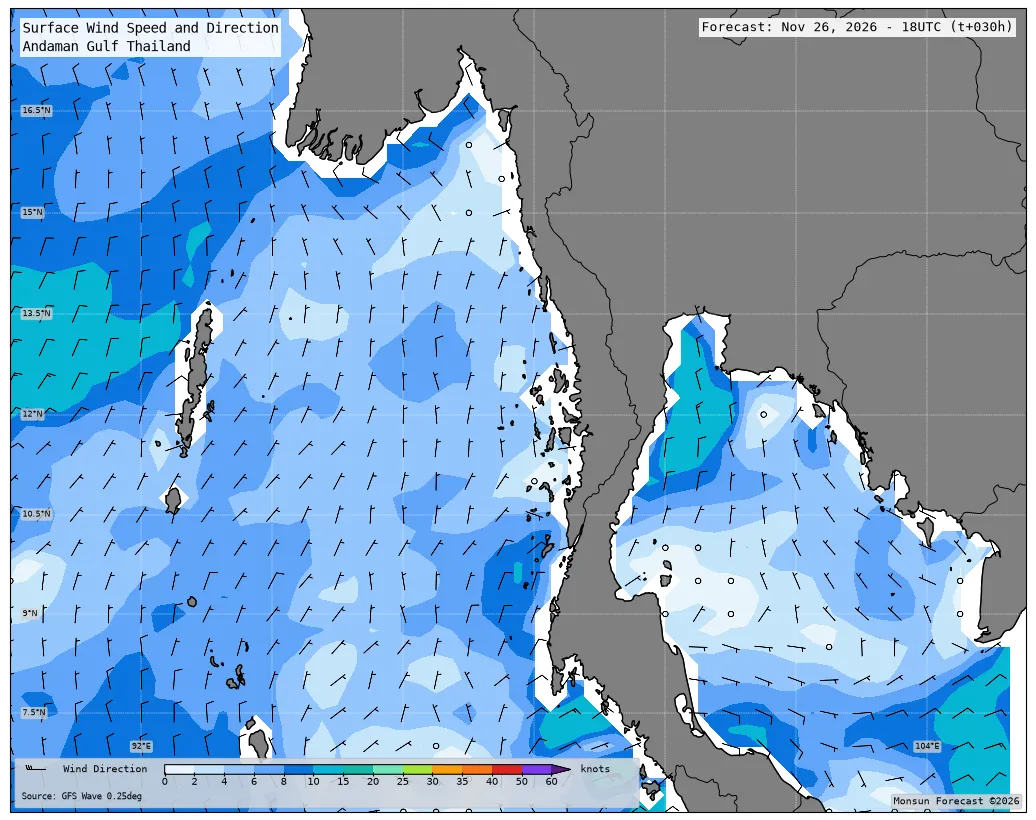 Surface Wind Speed and Direction
Andaman Gulf Thailand
Forecast: Nov 26, 2026 - 18UTC (t+030h)
16.5°N
15°N
13.5°N
12°N
10.5°N
9°N
7.5°N
92°E
104°E
Wind Direction
0 2 4 6 8 10 15 20 25 30 35 40 50 60
knots
Source: GFS Wave 0.25deg
Monsun Forecast ©2026